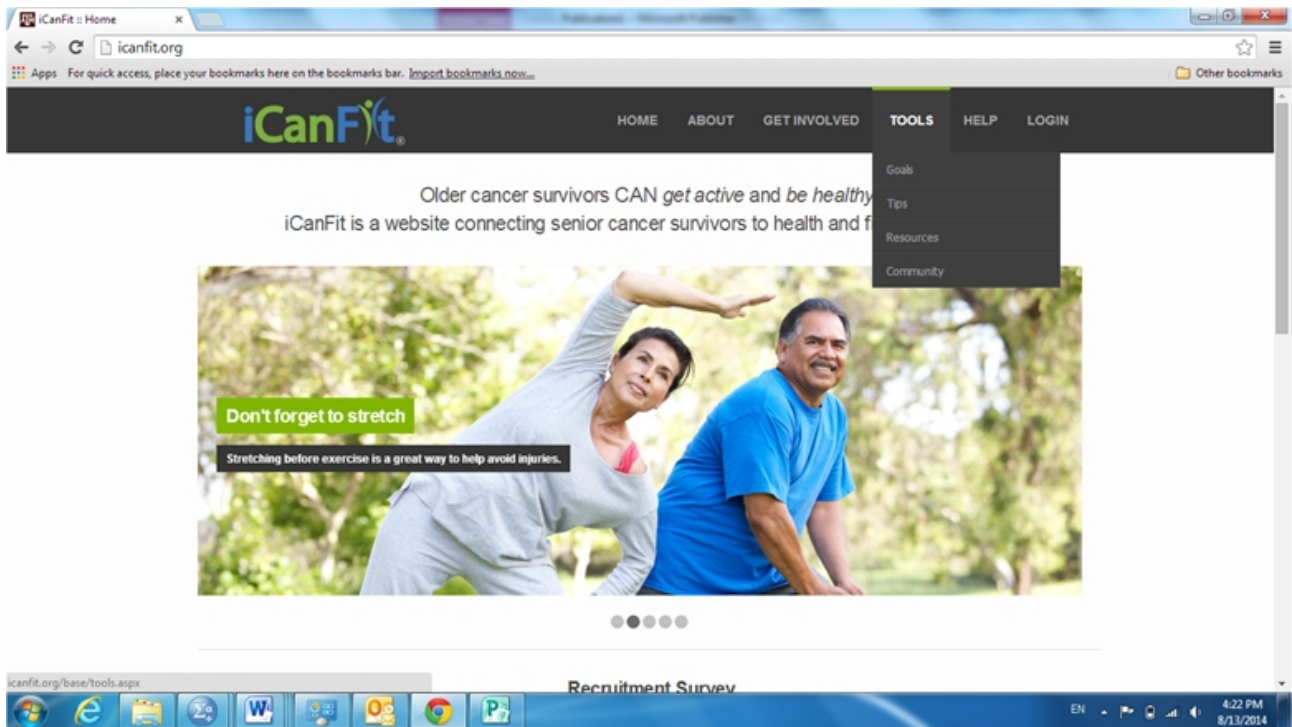 iCanFit :: Home
icanfit.org
Apps For quick access, place your bookmarks here on the bookmarks bar. Import bookmarks now...
Other bookmarks
iCanFit®
HOME ABOUT GET INVOLVED TOOLS HELP LOGIN
Goals
Tips
Resources
Community
Older cancer survivors CAN get active and be healthy
iCanFit is a website connecting senior cancer survivors to health and f
Don't forget to stretch
Stretching before exercise is a great way to help avoid injuries.
Recruitment Survey
icanfit.org/base/tools.aspx
EN
4:22 PM
8/13/2014